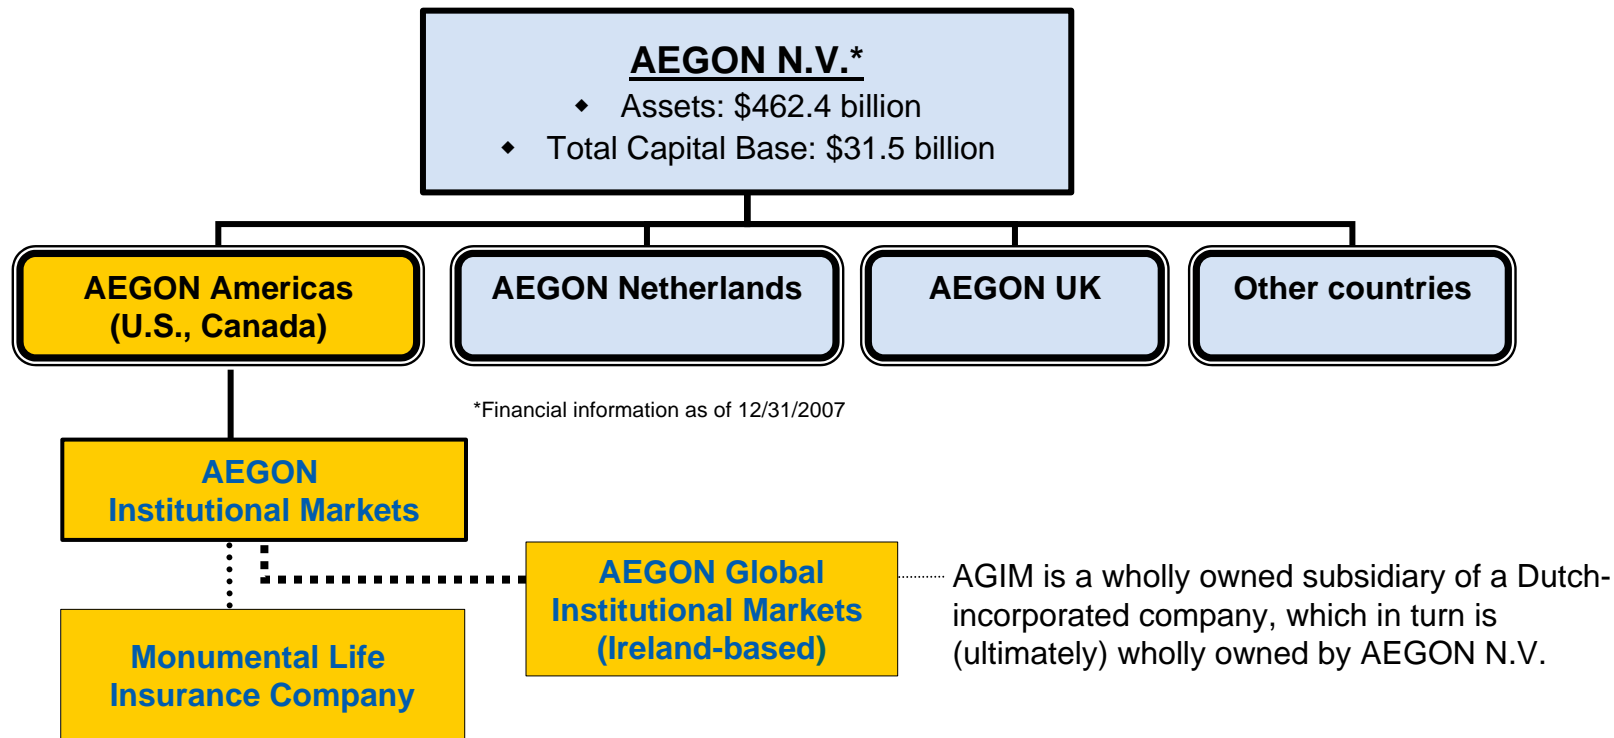 AEGON N.V.*
◆ Assets: $462.4 billion
◆ Total Capital Base: $31.5 billion
AEGON Americas
(U.S., Canada)
AEGON Netherlands
AEGON UK
Other countries
*Financial information as of 12/31/2007
AEGON
Institutional Markets
AEGON Global
Institutional Markets
(Ireland-based)
AGIM is a wholly owned subsidiary of a Dutch-
incorporated company, which in turn is
(ultimately) wholly owned by AEGON N.V.
Monumental Life
Insurance Company